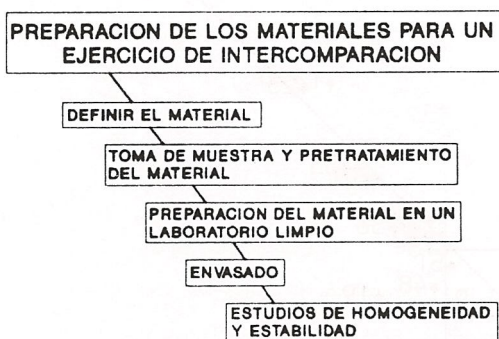 PREPARACION DE LOS MATERIALES PARA UN
EJERCICIO DE INTERCOMPARACION
DEFINIR EL MATERIAL
TOMA DE MUESTRA Y PRETRATAMIENTO
DEL MATERIAL
PREPARACION DEL MATERIAL EN UN
LABORATORIO LIMPIO
ENVASADO
ESTUDIOS DE HOMOGENEIDAD
Y ESTABILIDAD